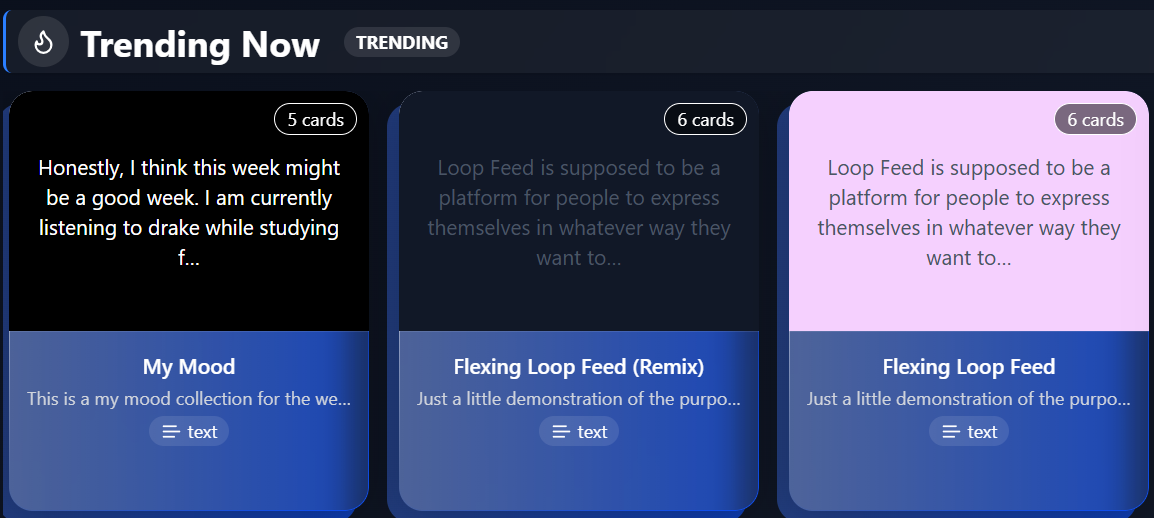 Trending Now TRENDING
5 cards
Honestly, I think this week might
be a good week. I am currently
listening to drake while studying
f...
My Mood
This is a my mood collection for the we...
text
6 cards
Loop Feed is supposed to be a
platform for people to express
themselves in whatever way they
want to...
Flexing Loop Feed (Remix)
Just a little demonstration of the purpo...
text
6 cards
Loop Feed is supposed to be a
platform for people to express
themselves in whatever way they
want to...
Flexing Loop Feed
Just a little demonstration of the purpo...
text